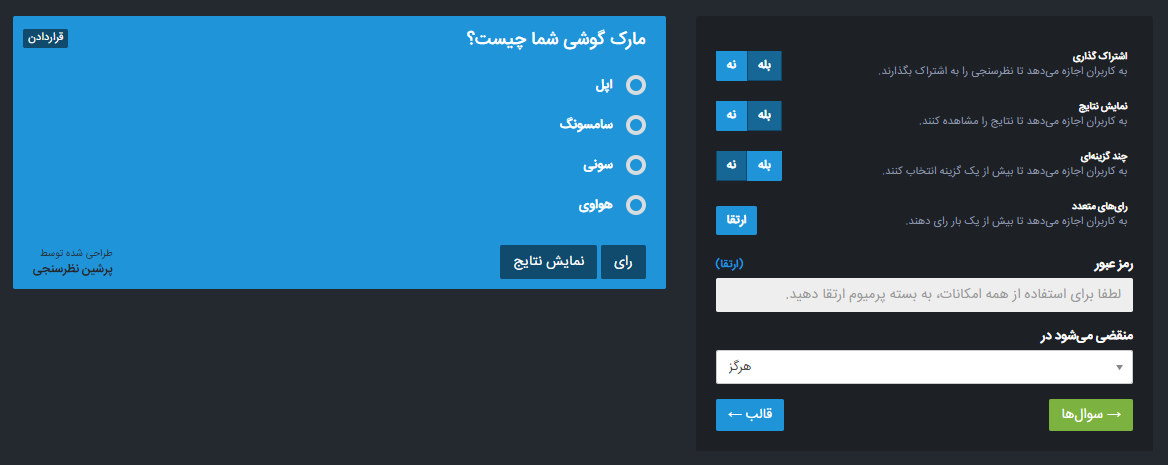 اشتراک گذاری
به کاربران اجازه می‌دهد تا نظرسنجی را به اشتراک بگذارند.
بله
نه
نمایش نتایج
به کاربران اجازه می‌دهد تا نتایج را مشاهده کنند.
بله
نه
چند گزینه‌ای
به کاربران اجازه می‌دهد تا بیش از یک گزینه انتخاب کنند.
بله
نه
رای‌های متعدد
به کاربران اجازه می‌دهد تا بیش از یک بار رای دهند.
ارتقا
رمز عبور
(ارتقا)
لطفا برای استفاده از همه امکانات، به بسته پرمیوم ارتقا دهید.
منقضی می‌شود در
هرگز
→ سوال‌ها
قالب ←
مارک گوشی شما چیست؟
قراردادن
اپل
سامسونگ
سونی
هواوی
رای
نمایش نتایج
طراحی شده توسط
پرشین نظرسنجی